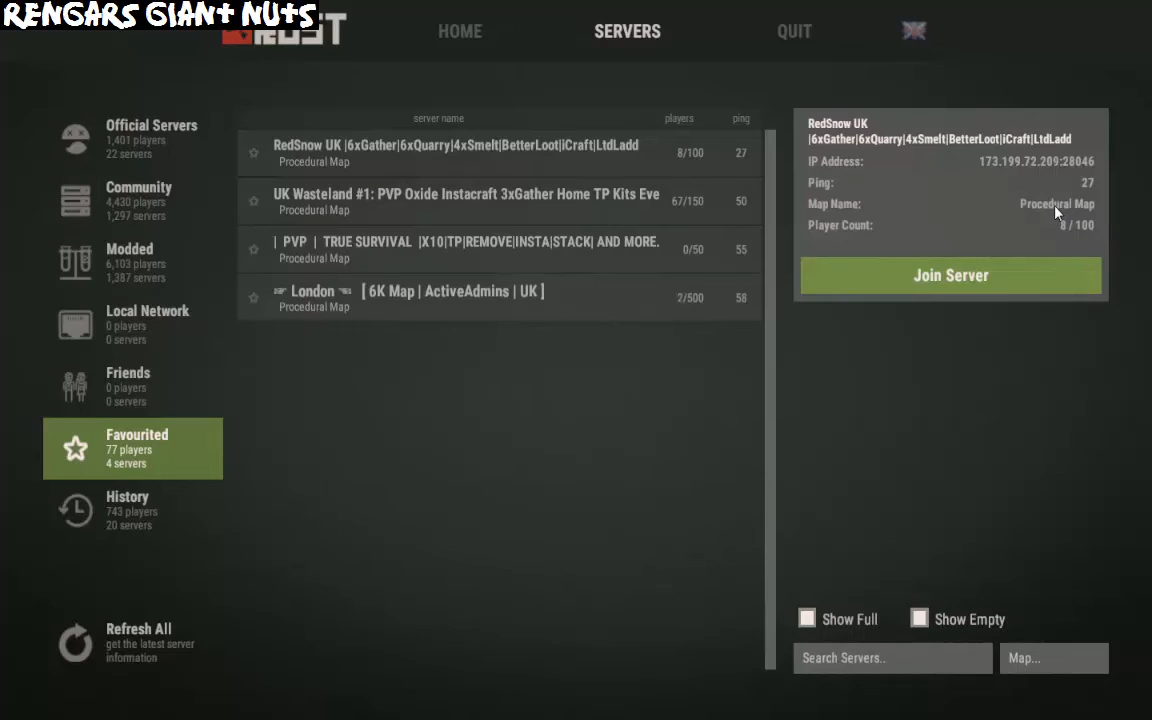 RENGARS GIANT NUTS
RUST
HOME
SERVERS
QUIT
Official Servers
1,401 players
22 servers
Community
4,430 players
1,297 servers
Modded
6,103 players
1,387 servers
Local Network
0 players
0 servers
Friends
0 players
0 servers
Favourited
77 players
4 servers
History
743 players
20 servers
Refresh All
get the latest server
information
server name players ping
RedSnow UK |6xGather|6xQuarry|4xSmelt|BetterLoot|iCraft|LtdLadd 8/100 27
Procedural Map
UK Wasteland #1: PVP Oxide Instacraft 3xGather Home TP Kits Eve 67/150 50
Procedural Map
| PVP | TRUE SURVIVAL |X10|TP|REMOVE|INSTA|STACK| AND MORE. 0/50 55
Procedural Map
☞ London ☜ [ 6K Map | ActiveAdmins | UK ] 2/500 58
Procedural Map
RedSnow UK
|6xGather|6xQuarry|4xSmelt|BetterLoot|iCraft|LtdLadd
IP Address: 173.199.72.209:28046
Ping: 27
Map Name: Procedural Map
Player Count: 8 / 100
Join Server
Show Full
Show Empty
Search Servers..
Map...